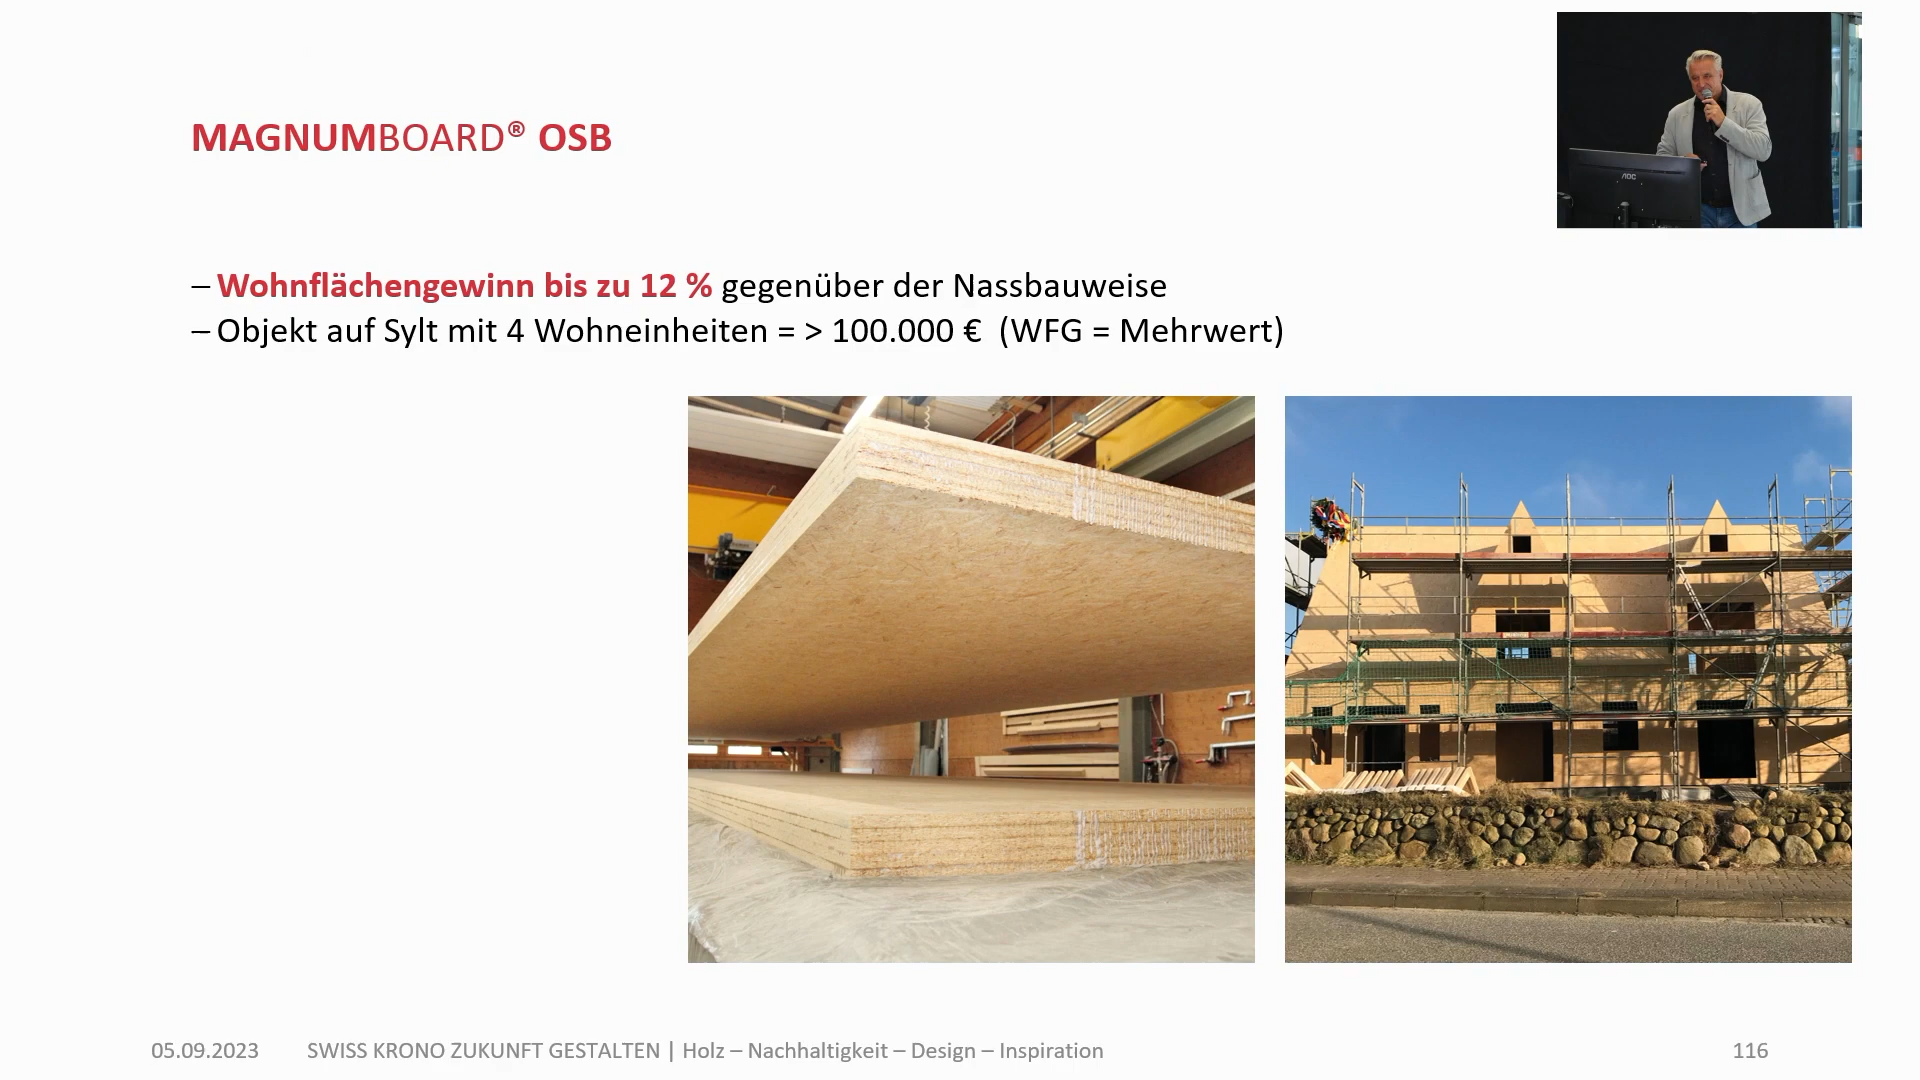 MAGNUMBOARD® OSB
– Wohnflächengewinn bis zu 12 % gegenüber der Nassbauweise
– Objekt auf Sylt mit 4 Wohneinheiten = > 100.000 € (WFG = Mehrwert)
AOC
05.09.2023 SWISS KRONO ZUKUNFT GESTALTEN | Holz – Nachhaltigkeit – Design – Inspiration 116